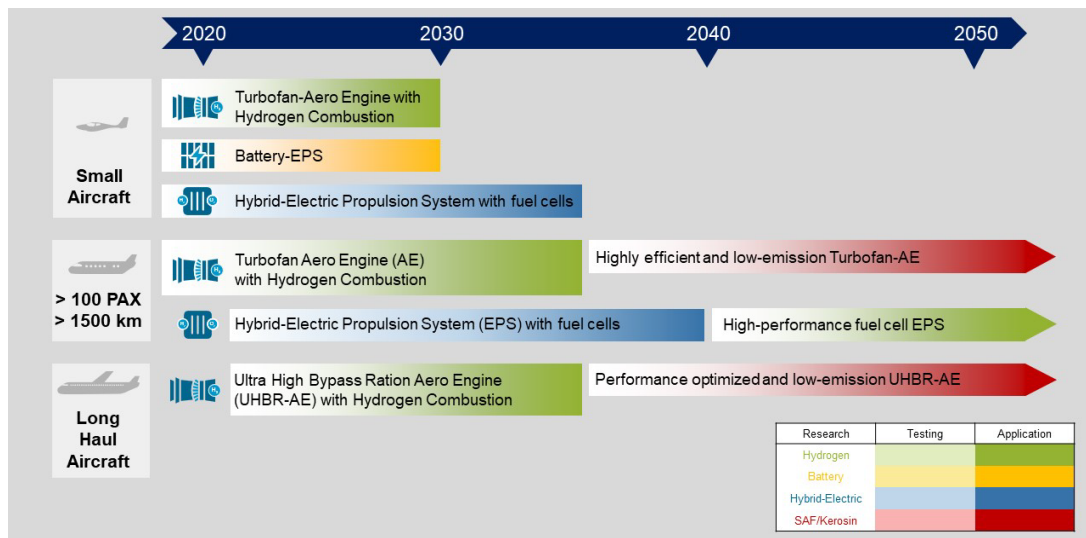 2020 2030 2040 2050
Small
Aircraft
Turbofan-Aero Engine with
Hydrogen Combustion
Battery-EPS
Hybrid-Electric Propulsion System with fuel cells
> 100 PAX
> 1500 km
Turbofan Aero Engine (AE)
with Hydrogen Combustion
Highly efficient and low-emission Turbofan-AE
Hybrid-Electric Propulsion System (EPS) with fuel cells
High-performance fuel cell EPS
Long
Haul
Aircraft
Ultra High Bypass Ration Aero Engine
(UHBR-AE) with Hydrogen Combustion
Performance optimized and low-emission UHBR-AE
Research Testing Application
Hydrogen
Battery
Hybrid-Electric
SAF/Kerosin